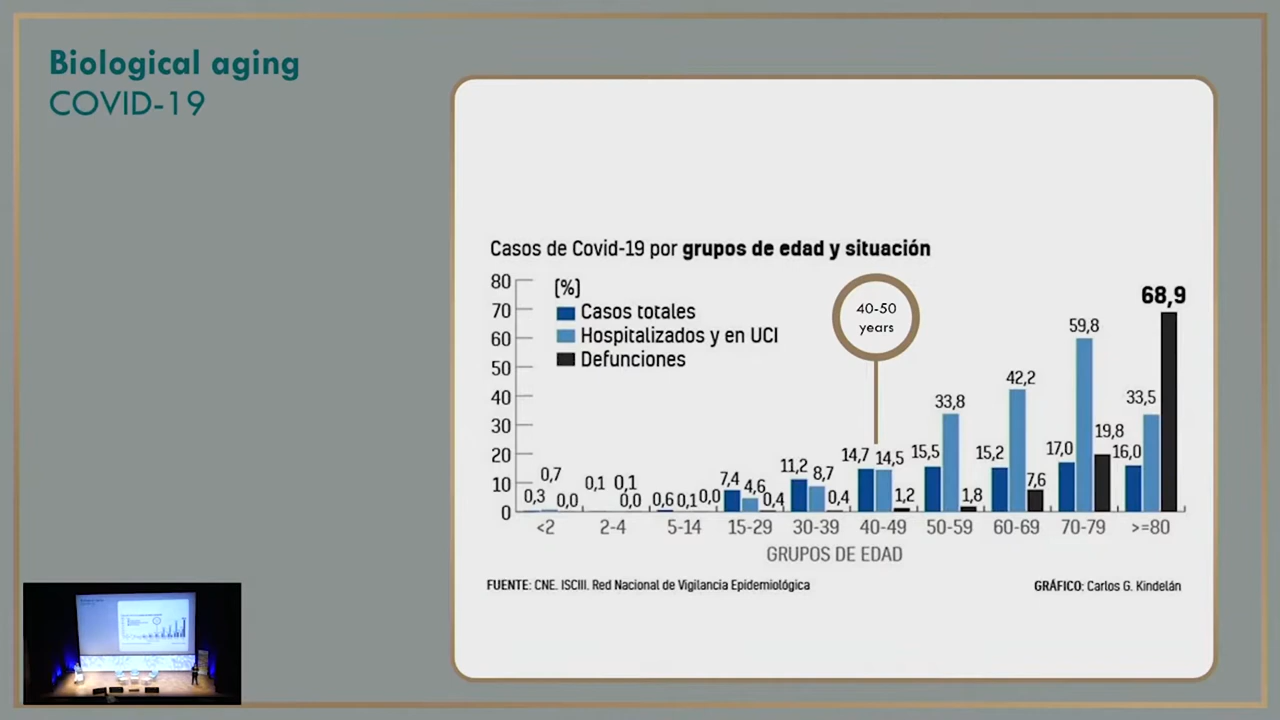 Biological aging
COVID-19
Casos de Covid-19 por grupos de edad y situación
80
70
60
50
40
30
20
10
0
(%)
Casos totales
Hospitalizados y en UCI
Defunciones
40-50
years
0,3 0,7 0,0
0,1 0,1 0,0
0,6 0,1 0,0
7,4 4,6 0,4
11,2 8,7 0,4
14,7 14,5 1,2
15,5 33,8 1,8
15,2 42,2 7,6
17,0 59,8 19,8
16,0 33,5 68,9
<2 2-4 5-14 15-29 30-39 40-49 50-59 60-69 70-79 >=80
GRUPOS DE EDAD
FUENTE: CNE. ISCIII. Red Nacional de Vigilancia Epidemiológica
GRÁFICO: Carlos G. Kindelán